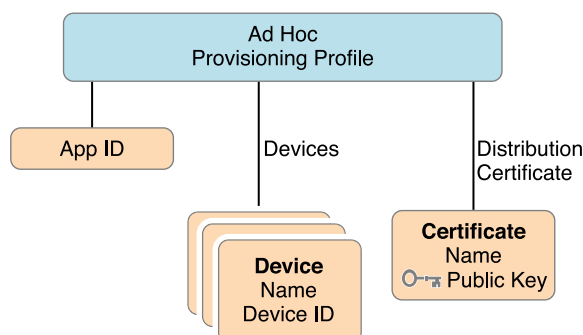 Ad Hoc
Provisioning Profile
App ID
Devices
Distribution
Certificate
Device
Name
Device ID
Certificate
Name
Public Key